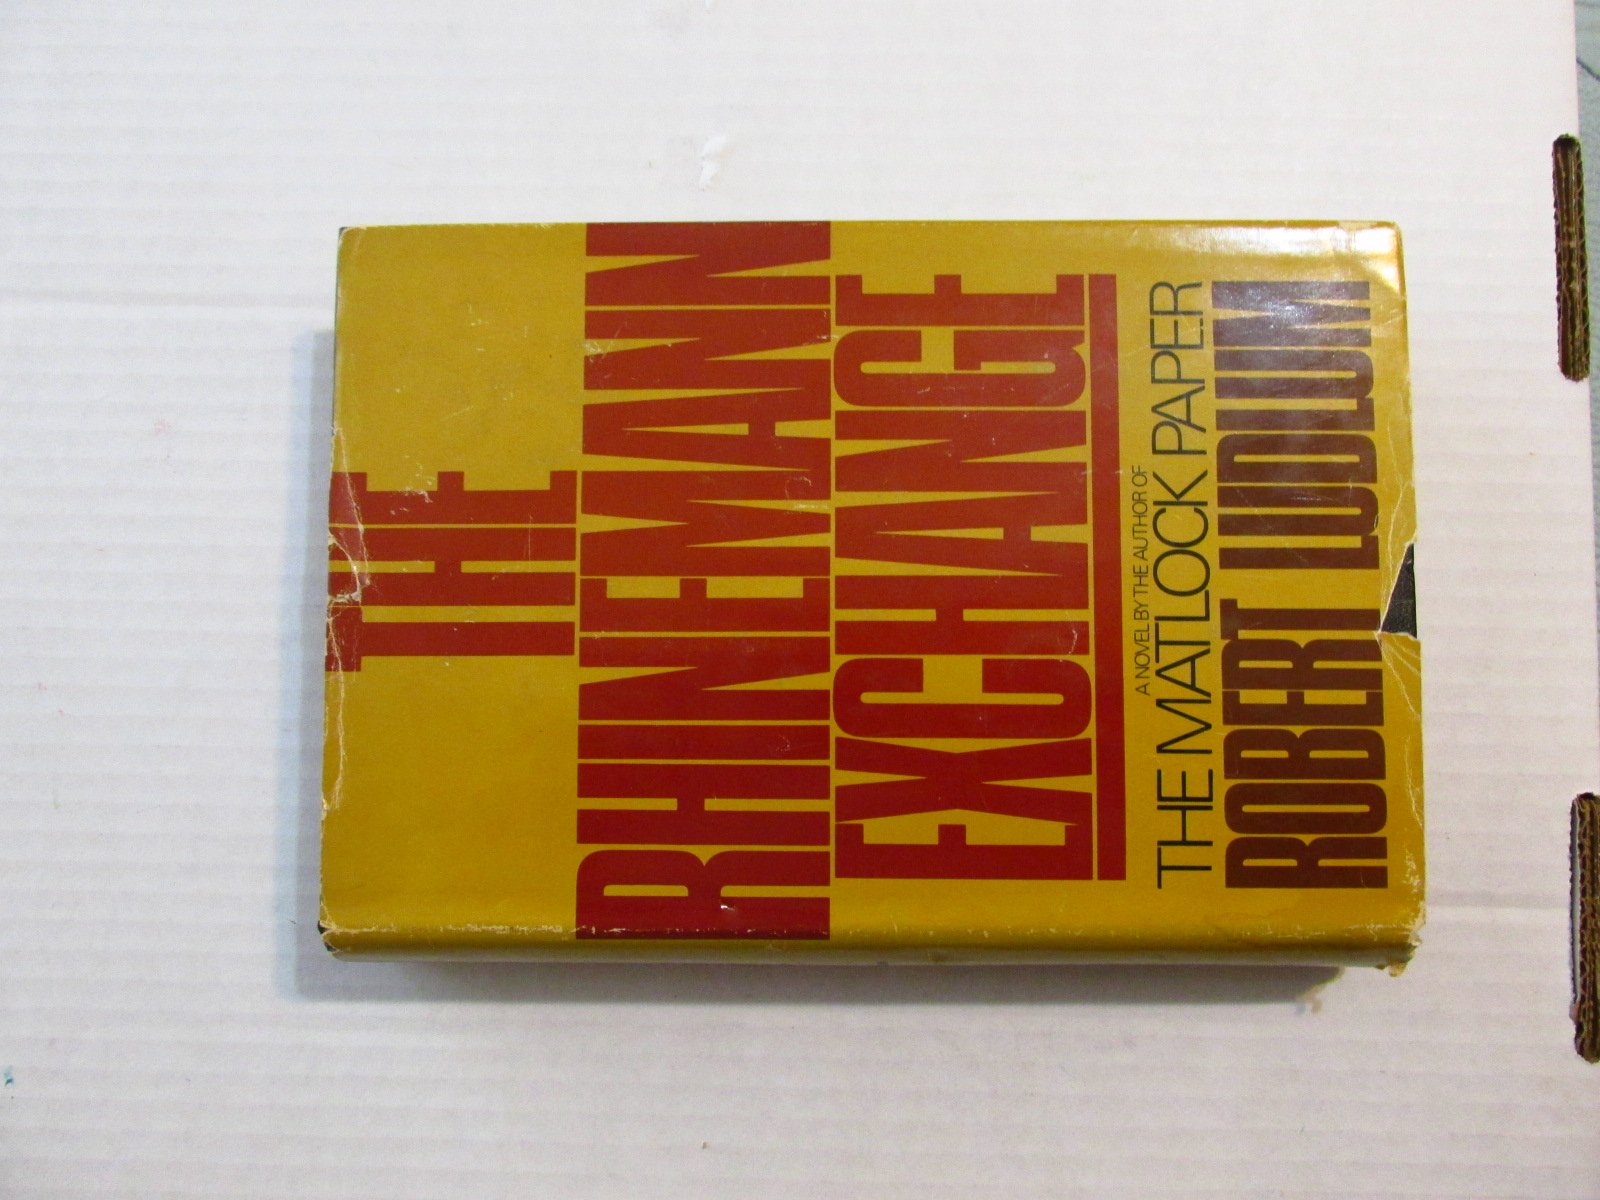 THE
RHINEMANN
EXCHANGE
A NOVEL BY THE AUTHOR OF
THE MATLOCK PAPER
ROBERT LUDLUM